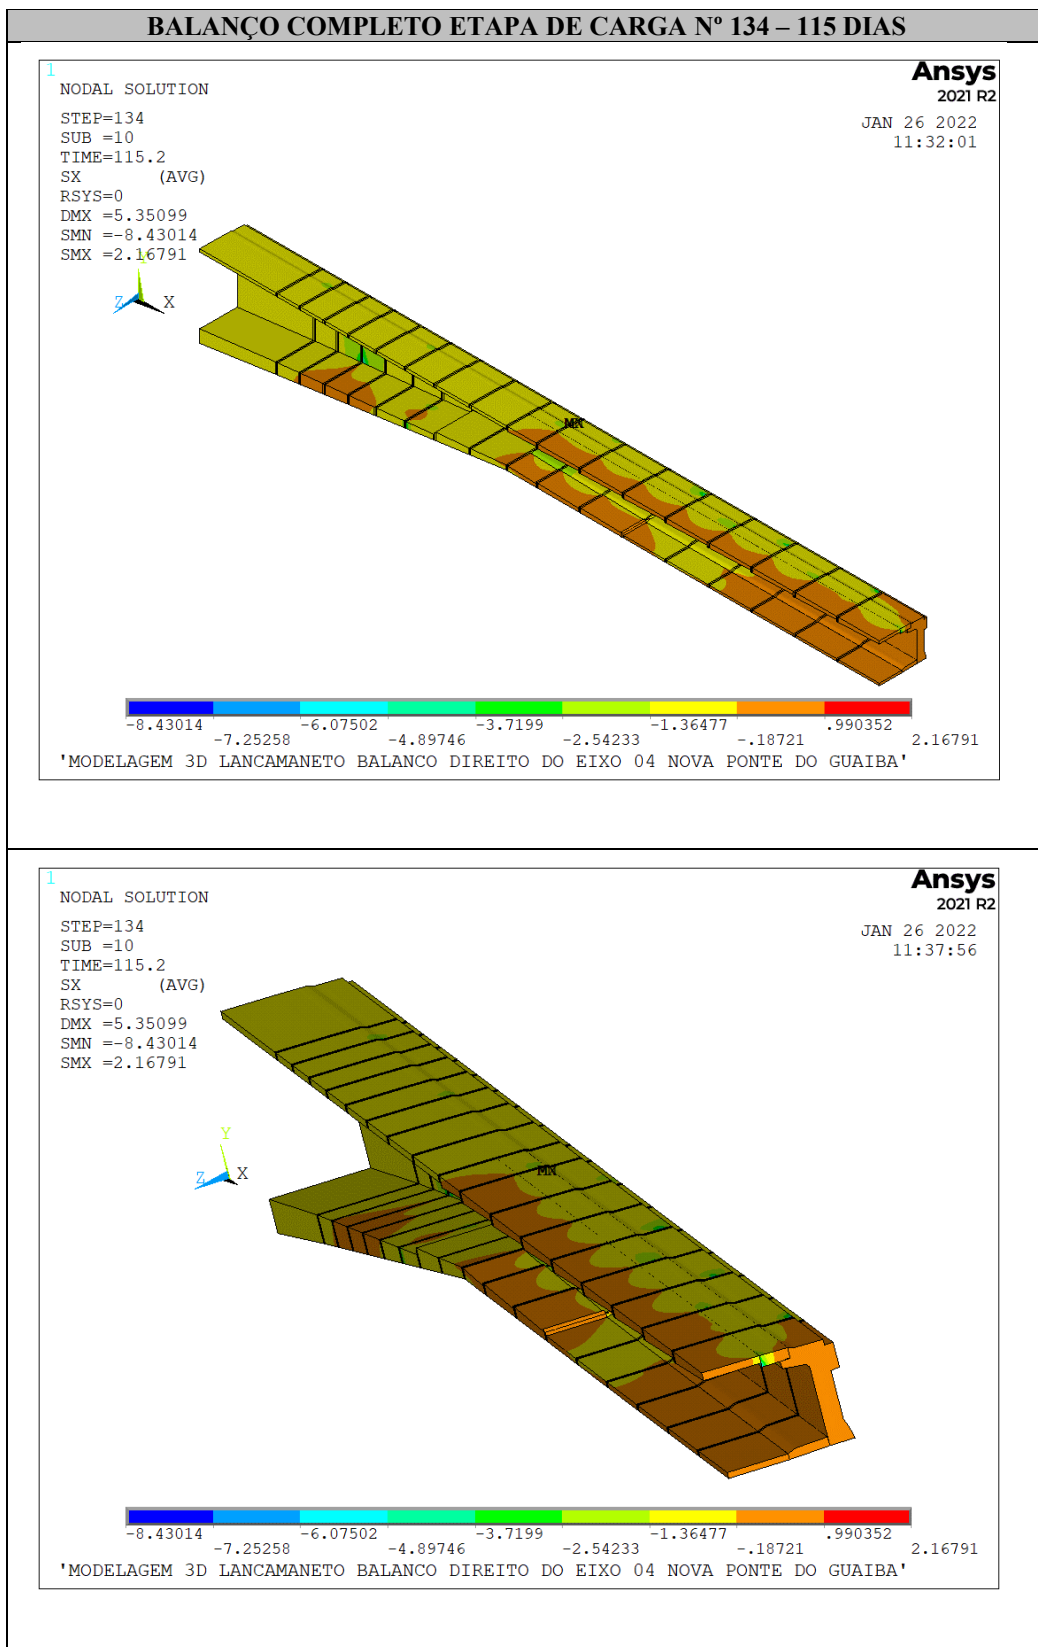 BALANÇO COMPLETO ETAPA DE CARGA Nº 134 – 115 DIAS
1
Ansys
2021 R2
NODAL SOLUTION
STEP=134
SUB =10
TIME=115.2
SX (AVG)
RSYS=0
DMX =5.35099
SMN =-8.43014
SMX =2.16791
JAN 26 2022
11:32:01
Y
Z X
MX
-8.43014 -6.07502 -3.7199 -1.36477 .990352
-7.25258 -4.89746 -2.54233 -.18721 2.16791
'MODELAGEM 3D LANCAMANETO BALANCO DIREITO DO EIXO 04 NOVA PONTE DO GUAIBA'
1
Ansys
2021 R2
NODAL SOLUTION
STEP=134
SUB =10
TIME=115.2
SX (AVG)
RSYS=0
DMX =5.35099
SMN =-8.43014
SMX =2.16791
JAN 26 2022
11:37:56
Y
Z X
-8.43014 -6.07502 -3.7199 -1.36477 .990352
-7.25258 -4.89746 -2.54233 -.18721 2.16791
'MODELAGEM 3D LANCAMANETO BALANCO DIREITO DO EIXO 04 NOVA PONTE DO GUAIBA'